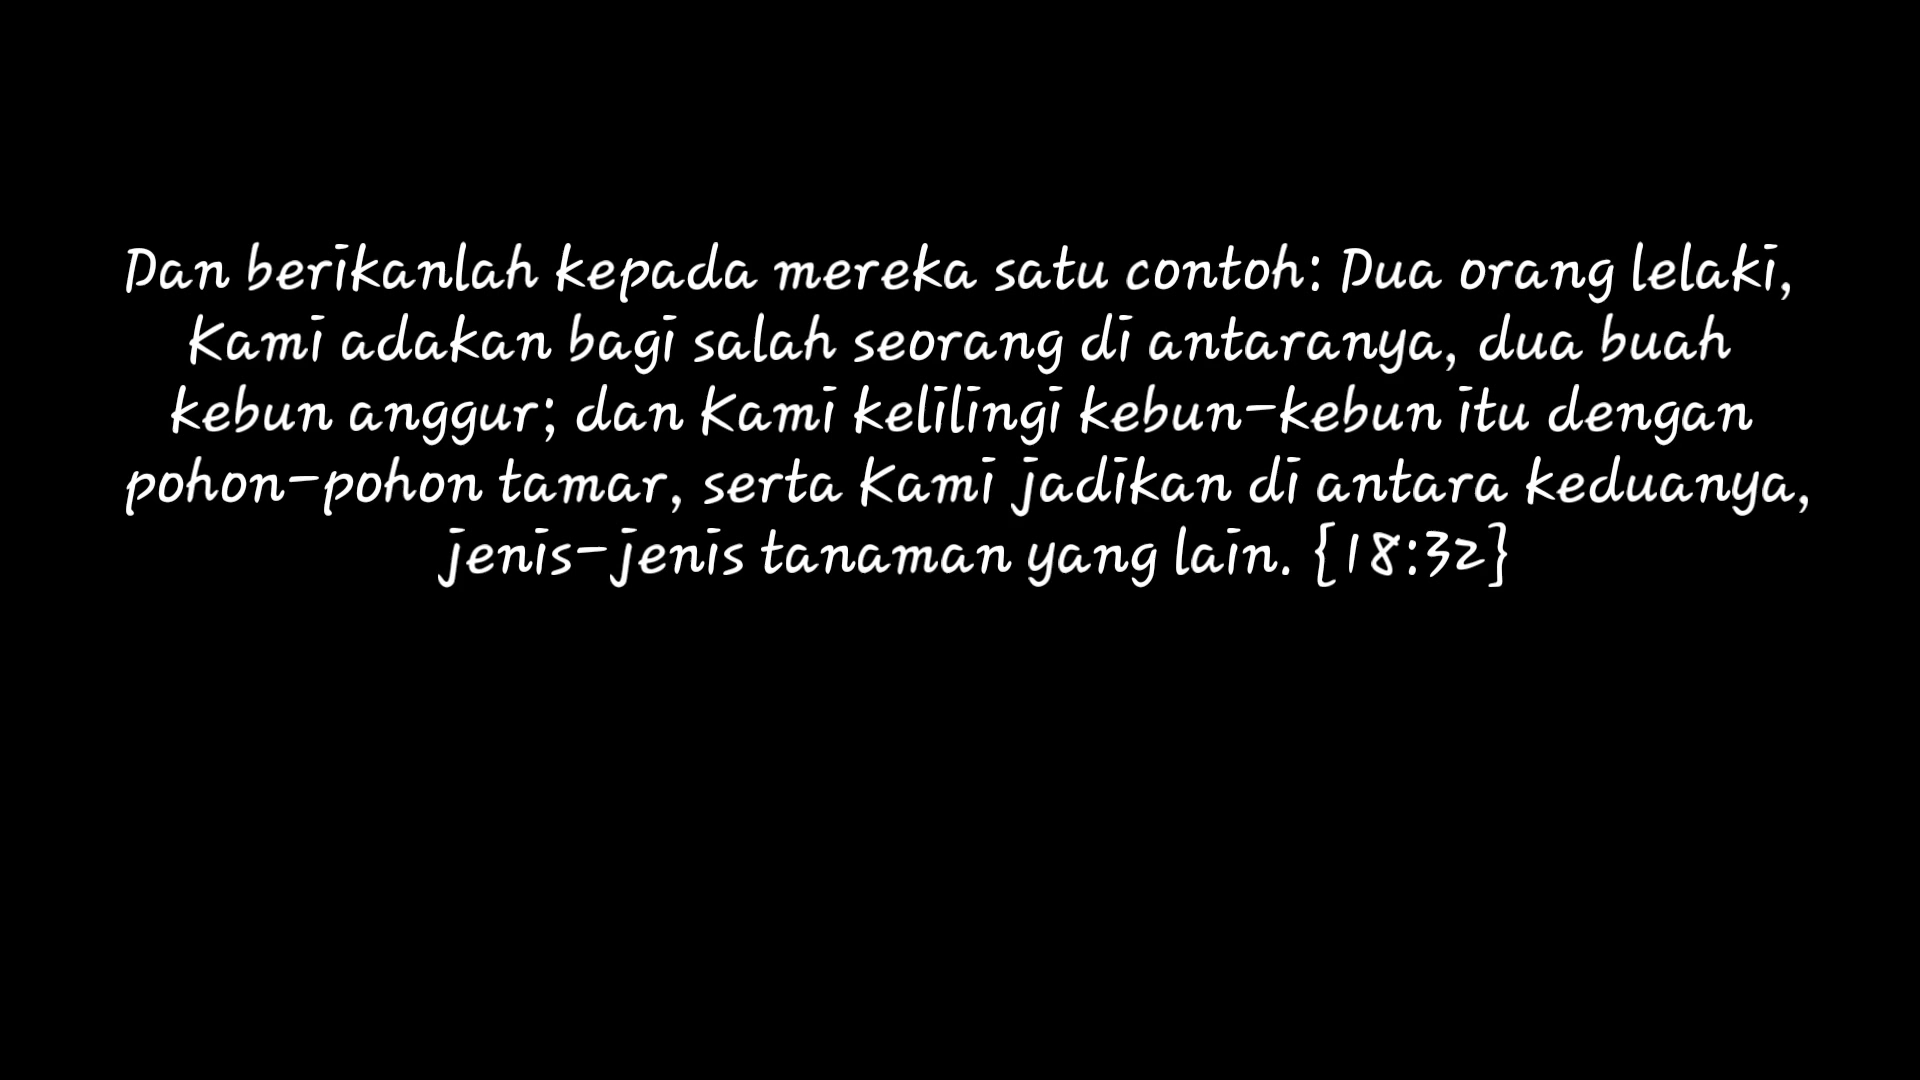 Dan berikanlah kepada mereka satu contoh: Dua orang lelaki,
Kami adakan bagi salah seorang di antaranya, dua buah
kebun anggur; dan Kami kelilingi kebun-kebun itu dengan
pohon-pohon tamar, serta Kami jadikan di antara keduanya,
jenis-jenis tanaman yang lain. {18:32}